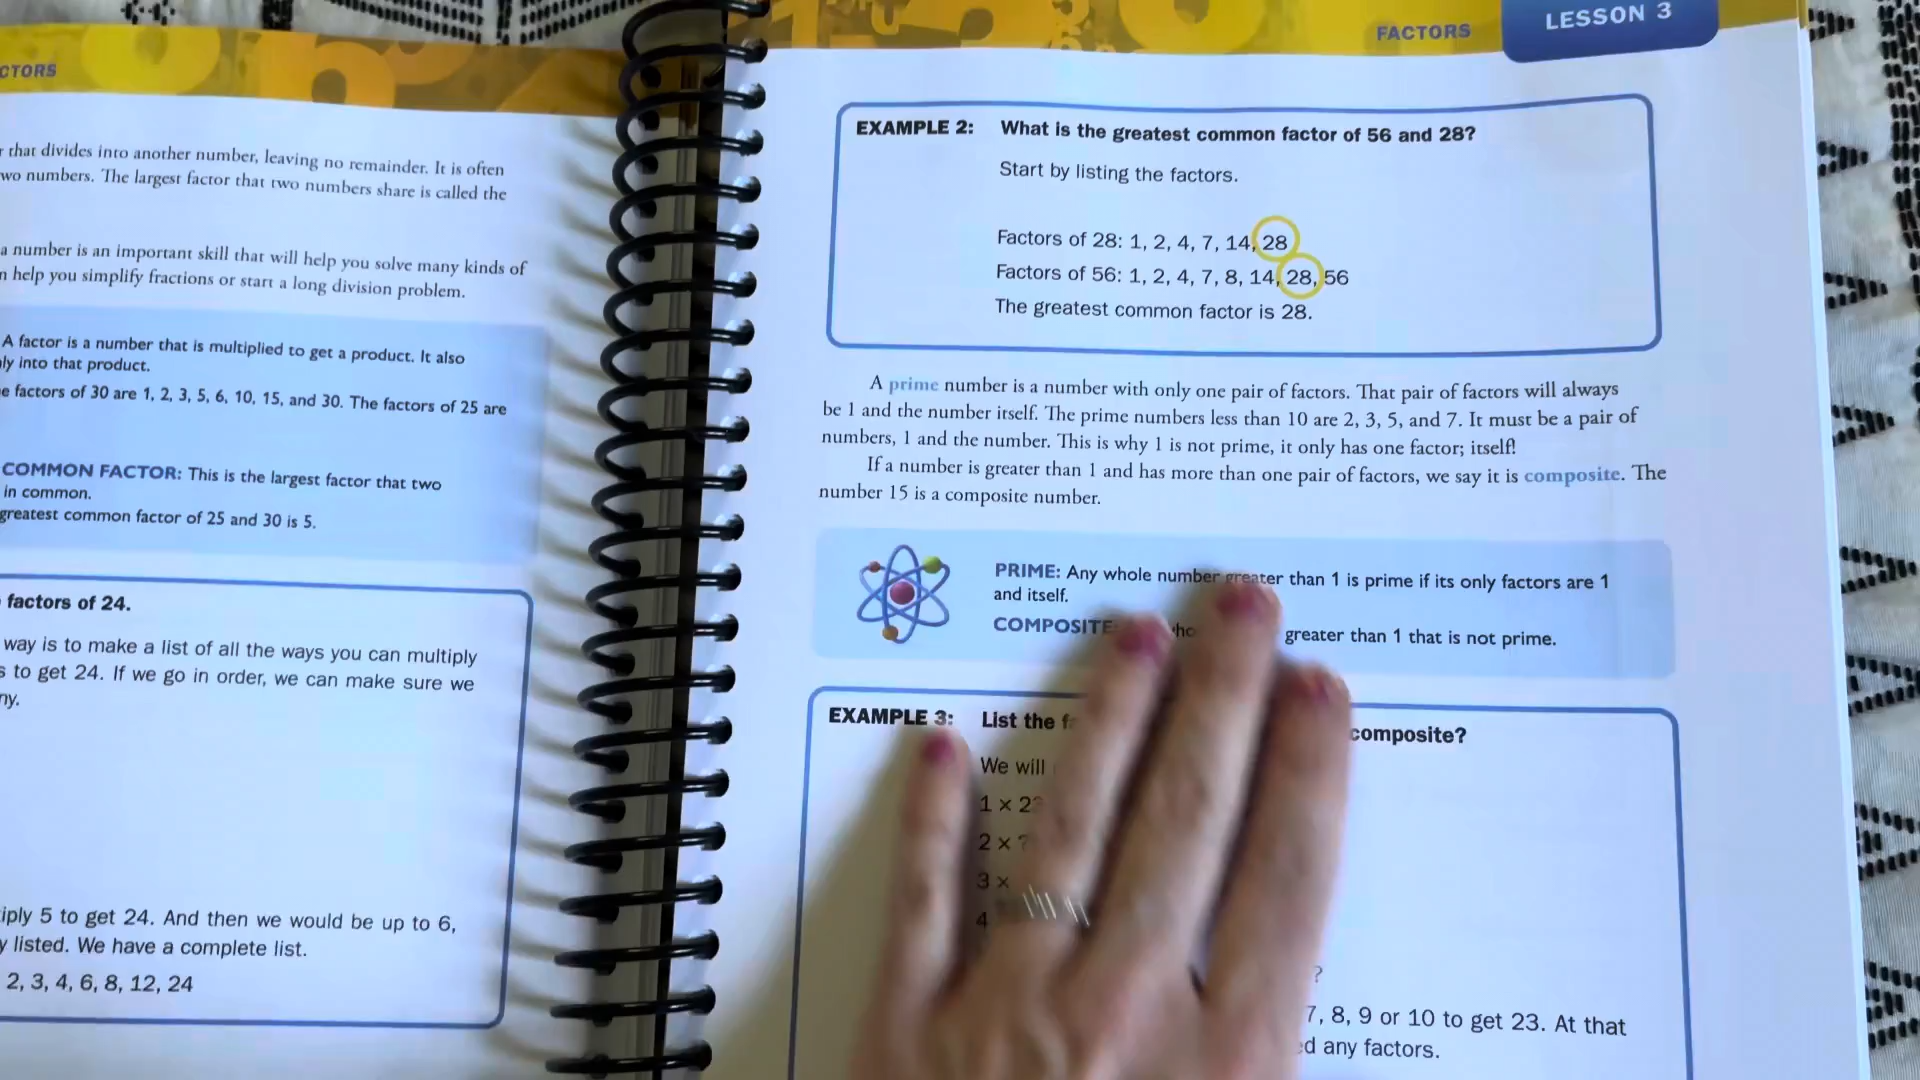 CTORS
that divides into another number, leaving no remainder. It is often
wo numbers. The largest factor that two numbers share is called the
a number is an important skill that will help you solve many kinds of
help you simplify fractions or start a long division problem.
A factor is a number that is multiplied to get a product. It also
ly into that product.
e factors of 30 are 1, 2, 3, 5, 6, 10, 15, and 30. The factors of 25 are
COMMON FACTOR: This is the largest factor that two
in common.
greatest common factor of 25 and 30 is 5.
factors of 24.
way is to make a list of all the ways you can multiply
s to get 24. If we go in order, we can make sure we
ny.
iply 5 to get 24. And then we would be up to 6,
y listed. We have a complete list.
2, 3, 4, 6, 8, 12, 24
FACTORS
LESSON 3
EXAMPLE 2: What is the greatest common factor of 56 and 28?
Start by listing the factors.
Factors of 28: 1, 2, 4, 7, 14, 28
Factors of 56: 1, 2, 4, 7, 8, 14, 28, 56
The greatest common factor is 28.
A prime number is a number with only one pair of factors. That pair of factors will always
be 1 and the number itself. The prime numbers less than 10 are 2, 3, 5, and 7. It must be a pair of
numbers, 1 and the number. This is why 1 is not prime, it only has one factor; itself!
If a number is greater than 1 and has more than one pair of factors, we say it is composite. The
number 15 is a composite number.
PRIME: Any whole number greater than 1 is prime if its only factors are 1
and itself.
COMPOSITE: who greater than 1 that is not prime.
EXAMPLE 3: List the composite?
We will
1 × 2
2 × ?
3 ×
4
?
7, 8, 9 or 10 to get 23. At that
d any factors.